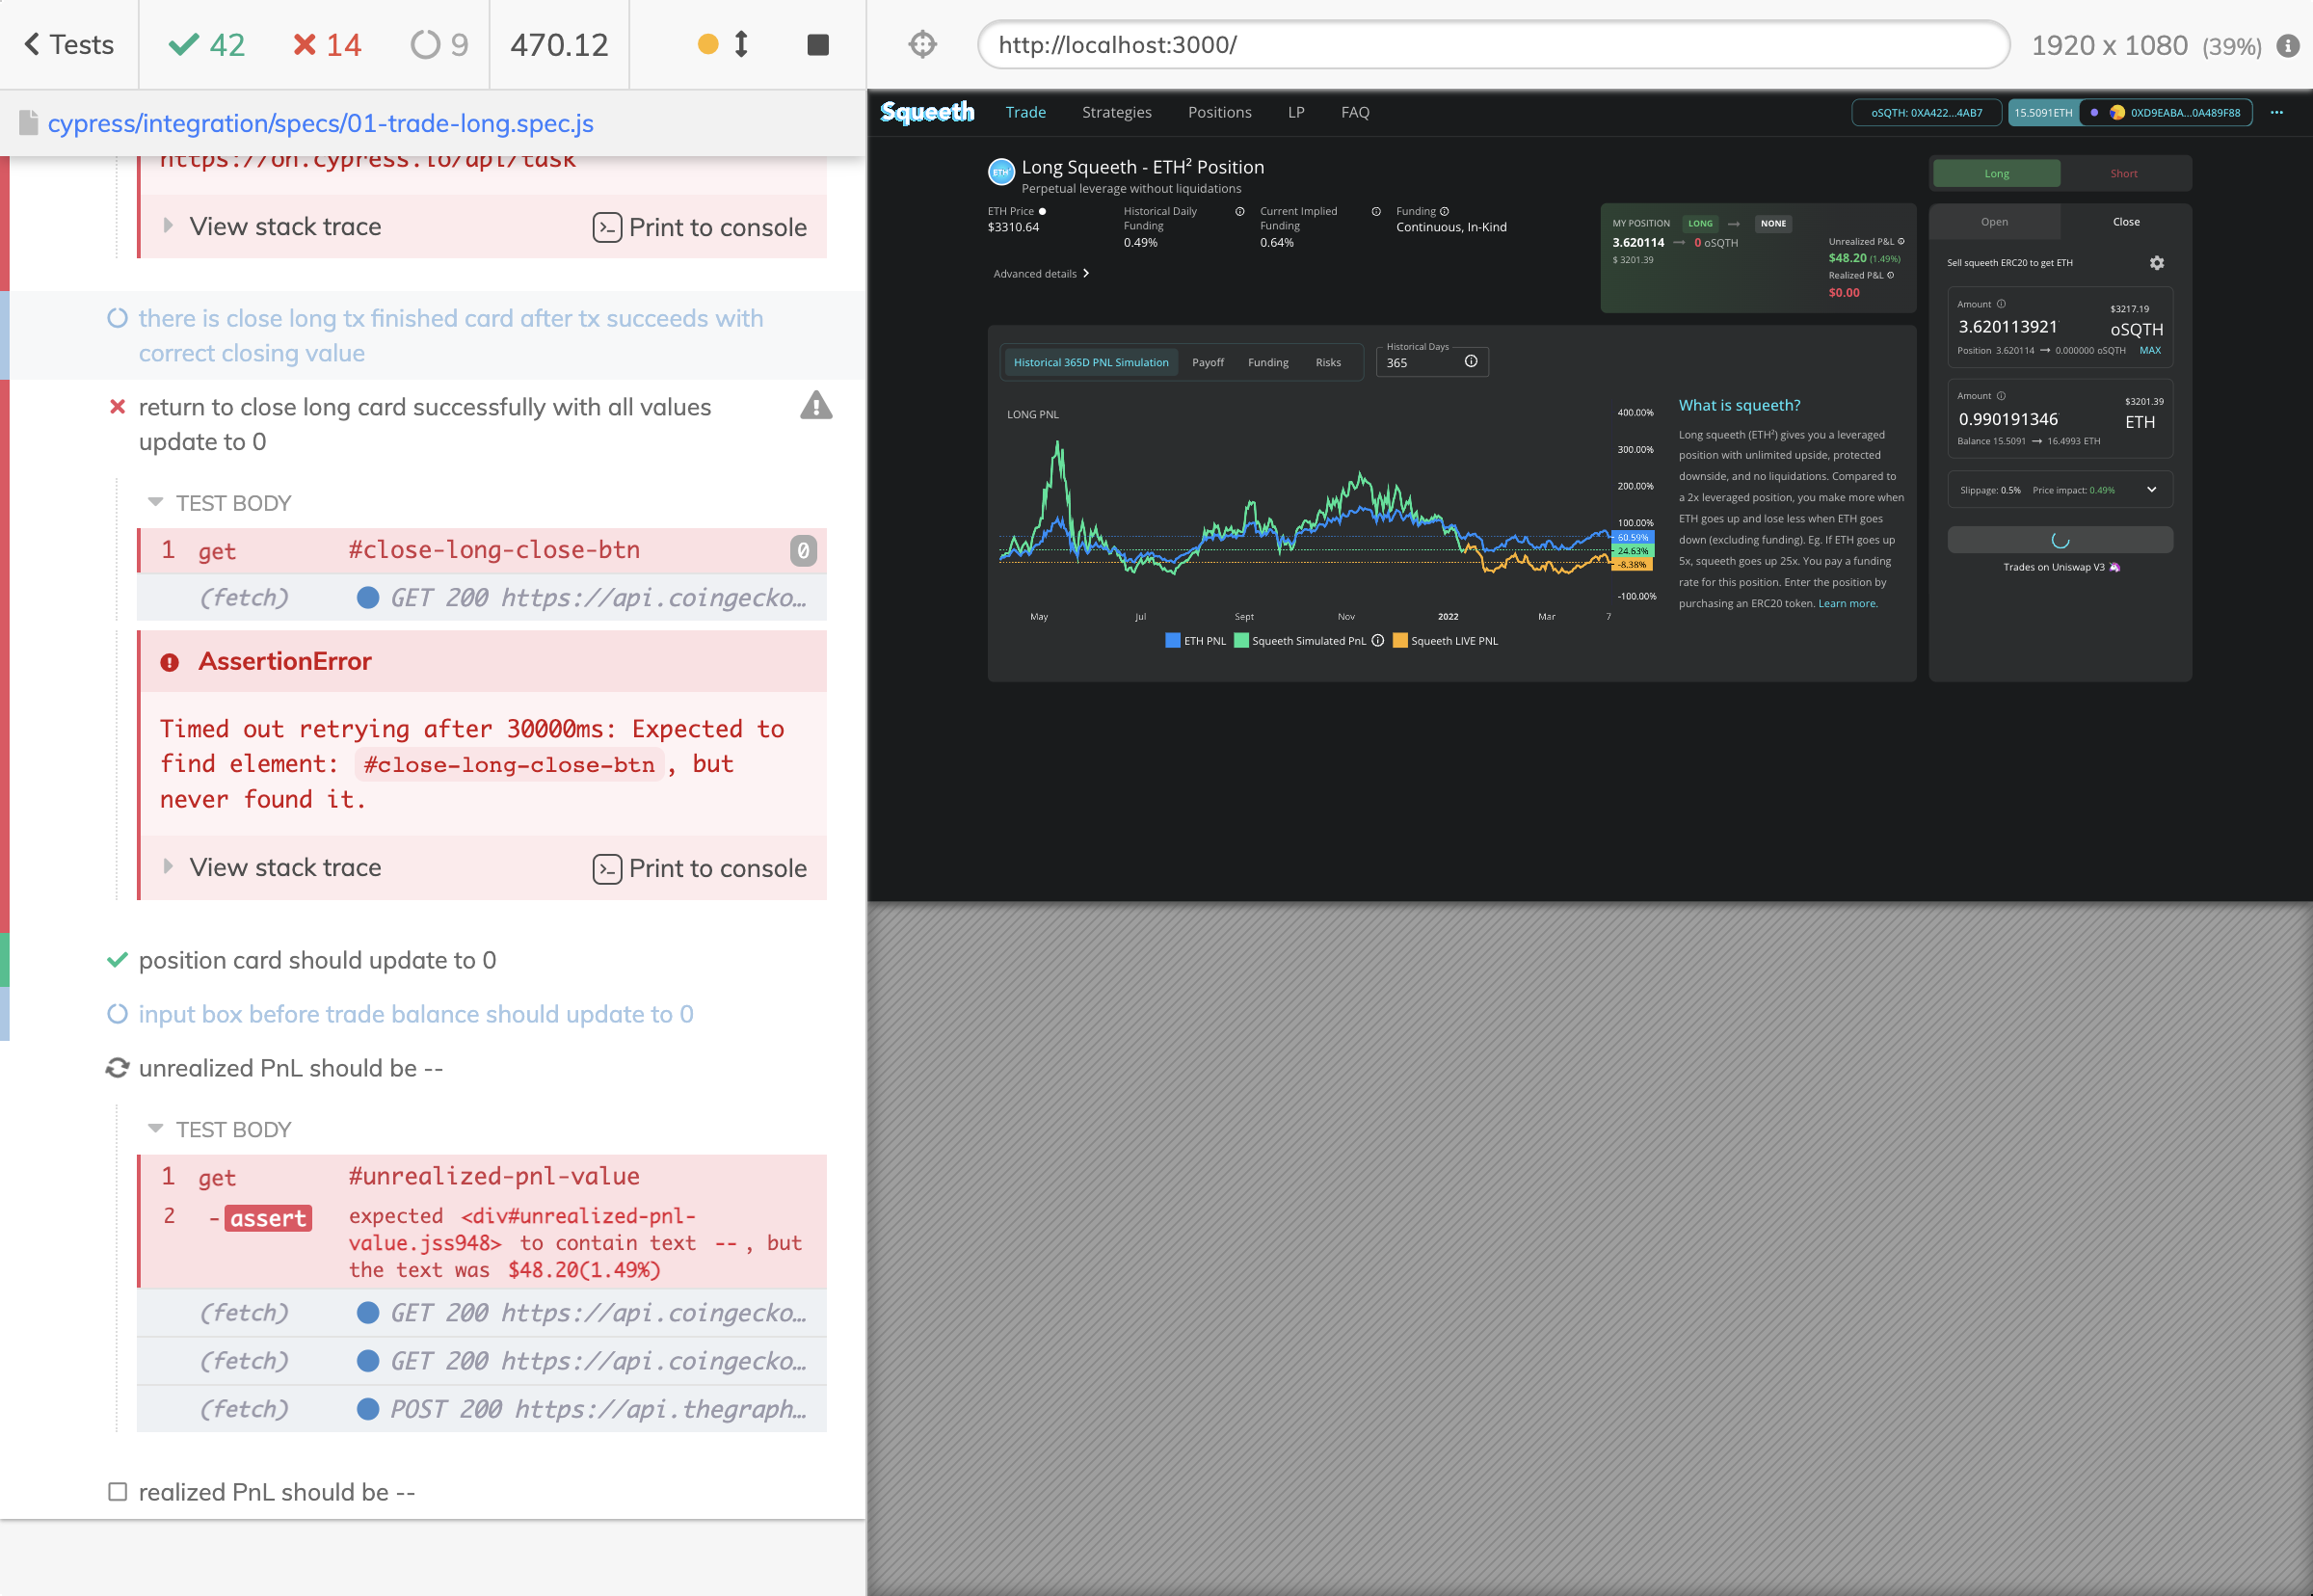 Tests
42
14
9
470.12
http://localhost:3000/
1920 x 1080 (39%)
cypress/integration/specs/01-trade-long.spec.js
https://on.cypress.io/api/task
View stack trace
Print to console
there is close long tx finished card after tx succeeds with
correct closing value
return to close long card successfully with all values
update to 0
TEST BODY
1 get #close-long-close-btn 0
(fetch) GET 200 https://api.coingecko…
AssertionError
Timed out retrying after 30000ms: Expected to
find element: #close-long-close-btn, but
never found it.
View stack trace
Print to console
position card should update to 0
input box before trade balance should update to 0
unrealized PnL should be --
TEST BODY
1 get #unrealized-pnl-value
2 -assert expected <div#unrealized-pnl-
value.jss948> to contain text --, but
the text was $48.20(1.49%)
(fetch) GET 200 https://api.coingecko…
(fetch) GET 200 https://api.coingecko…
(fetch) POST 200 https://api.thegraph…
realized PnL should be --
Squeeth
Trade
Strategies
Positions
LP
FAQ
oSQTH: 0XA422...4AB7
15.5091ETH
0XD9EABA...0A489F88
ETH²
Long Squeeth - ETH² Position
Perpetual leverage without liquidations
ETH Price
$3310.64
Historical Daily
Funding
0.49%
Current Implied
Funding
0.64%
Funding
Continuous, In-Kind
Advanced details
MY POSITION LONG → NONE
3.620114 → 0 oSQTH
$ 3201.39
Unrealized P&L
$48.20 (1.49%)
Realized P&L
$0.00
Historical 365D PNL Simulation
Payoff
Funding
Risks
Historical Days
365
LONG PNL
400.00%
300.00%
200.00%
100.00%
60.59%
24.63%
-8.38%
-100.00%
May
Jul
Sept
Nov
2022
Mar
7
ETH PNL
Squeeth Simulated PnL
Squeeth LIVE PNL
What is squeeth?
Long squeeth (ETH²) gives you a leveraged
position with unlimited upside, protected
downside, and no liquidations. Compared to
a 2x leveraged position, you make more when
ETH goes up and lose less when ETH goes
down (excluding funding). Eg. If ETH goes up
5x, squeeth goes up 25x. You pay a funding
rate for this position. Enter the position by
purchasing an ERC20 token. Learn more.
Long
Short
Open
Close
Sell squeeth ERC20 to get ETH
Amount
$3217.19
3.620113921
oSQTH
Position 3.620114 → 0.000000 oSQTH MAX
Amount
$3201.39
0.990191346
ETH
Balance 15.5091 → 16.4993 ETH
Slippage: 0.5% Price impact: 0.49%
Trades on Uniswap V3 🦄